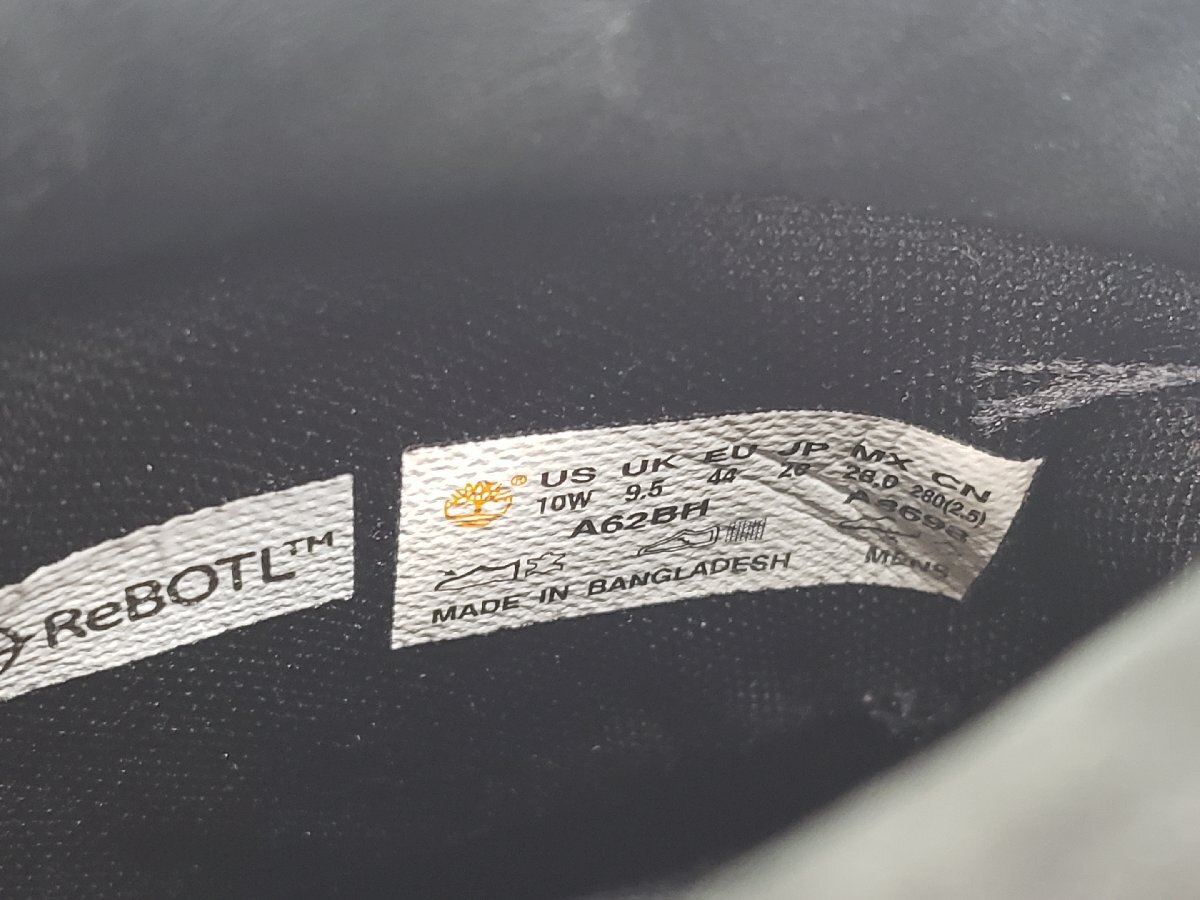 ReBOTL™
® US UK EU JP MX CN
10W 9.5 44 28 28.0 280(2.5)
A62BH
MADE IN BANGLADESH
MENS